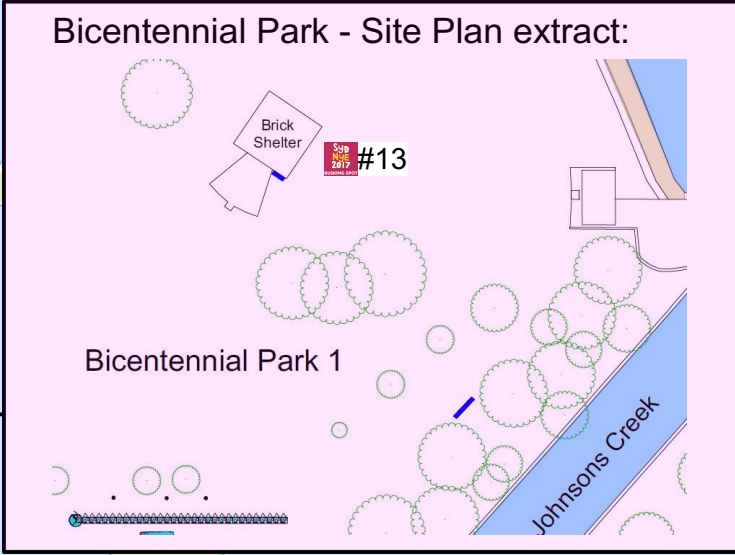 Bicentennial Park - Site Plan extract:
Brick
Shelter
SYD
NYE
2017
BUSKING SPOT
#13
Bicentennial Park 1
Johnsons Creek